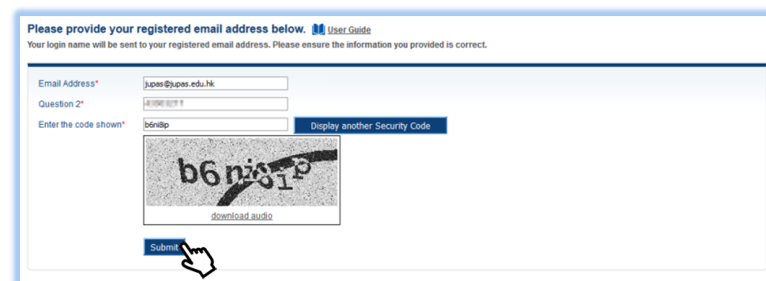 Please provide your registered email address below. User Guide
Your login name will be sent to your registered email address. Please ensure the information you provided is correct.
Email Address* jupas@jupas.edu.hk
Question 2*
Enter the code shown* b6ni8ip Display another Security Code
b6ni8ip
download audio
Submit